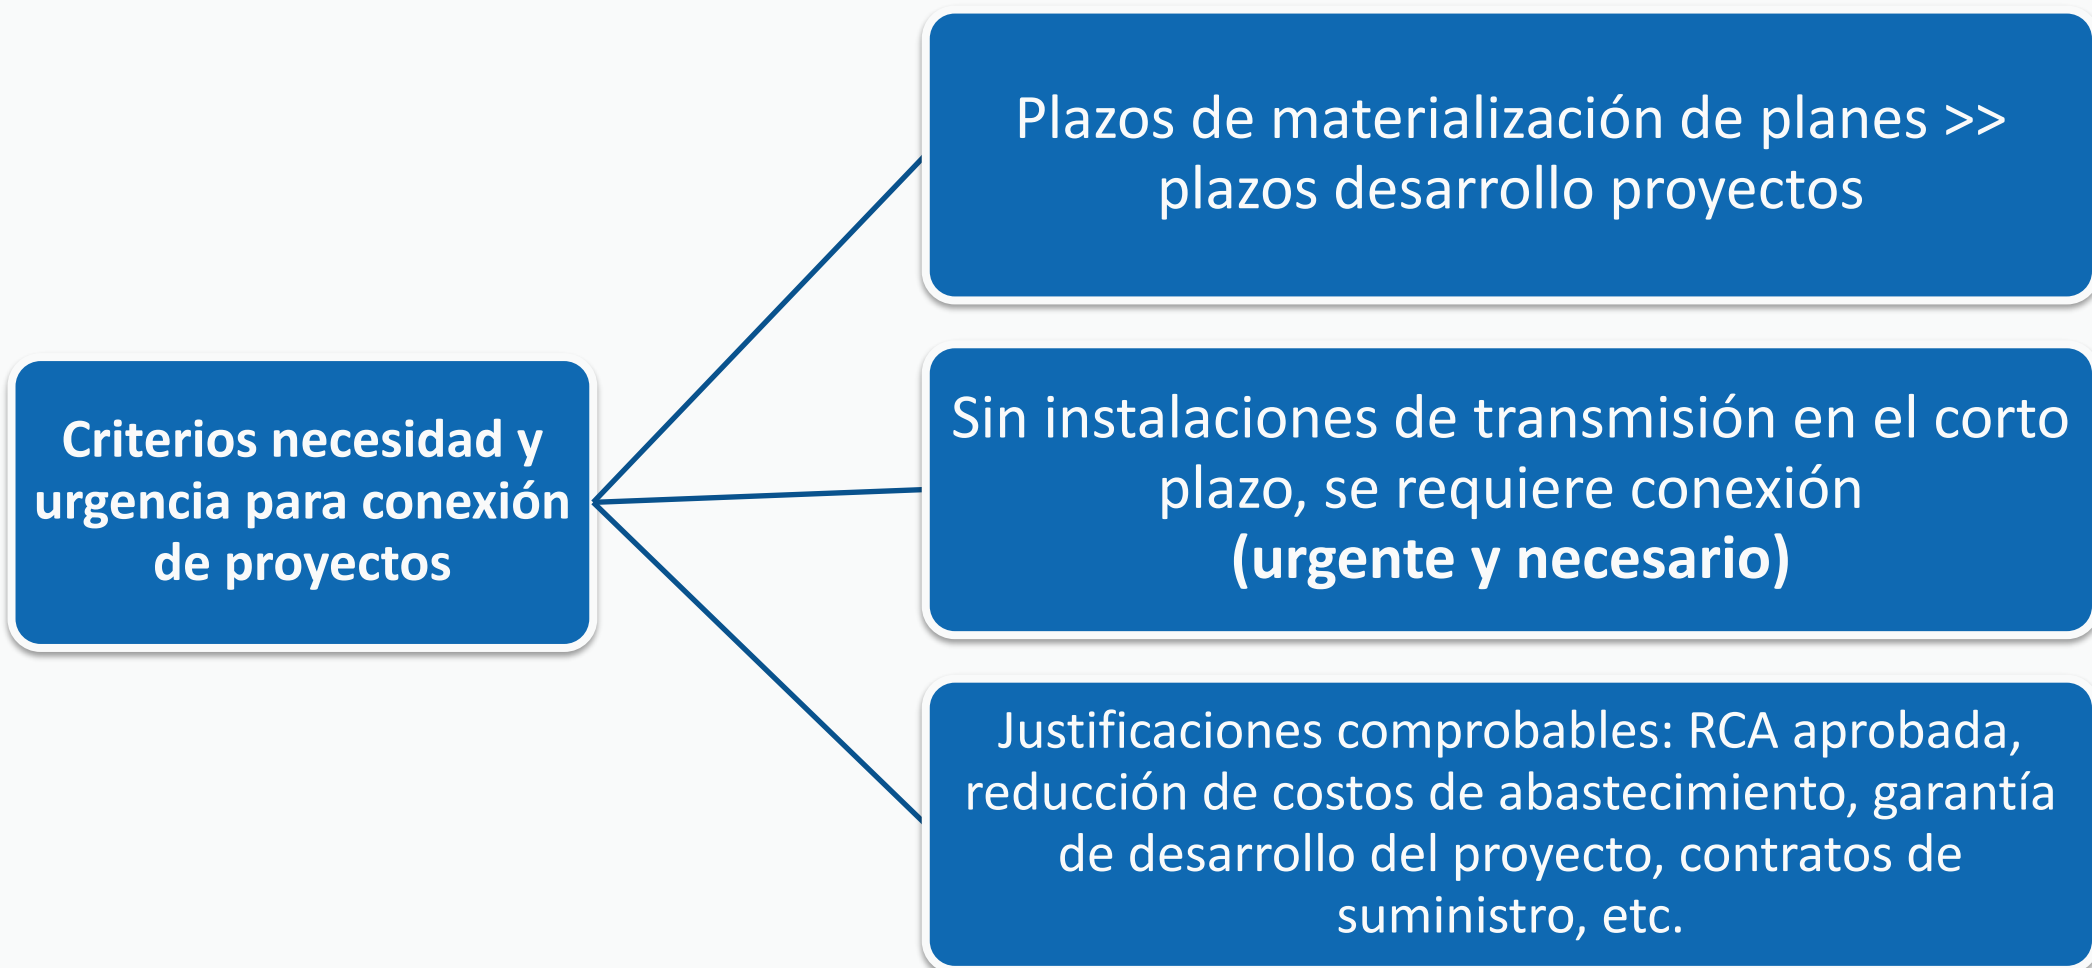 Criterios necesidad y
urgencia para conexión
de proyectos
Plazos de materialización de planes >>
plazos desarrollo proyectos
Sin instalaciones de transmisión en el corto
plazo, se requiere conexión
(urgente y necesario)
Justificaciones comprobables: RCA aprobada,
reducción de costos de abastecimiento, garantía
de desarrollo del proyecto, contratos de
suministro, etc.